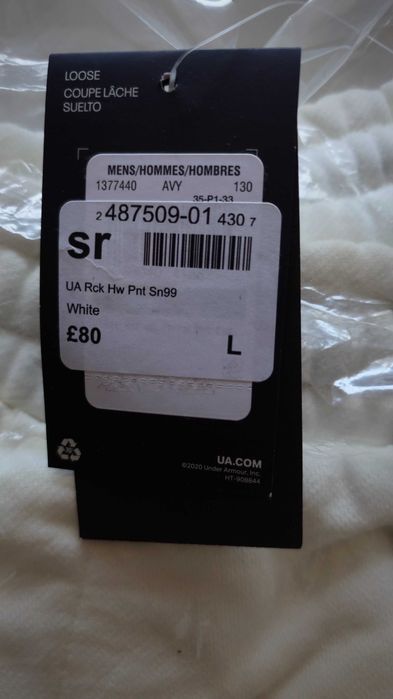 LOOSE
COUPE LÂCHE
SUELTO
MENS/HOMMES/HOMBRES
1377440 AVY 130
35-P1-33
2 487509-01 430 7
sr
UA Rck Hw Pnt Sn99
White
£80 L
UA.COM
©2020 Under Armour, Inc.
HT-908844